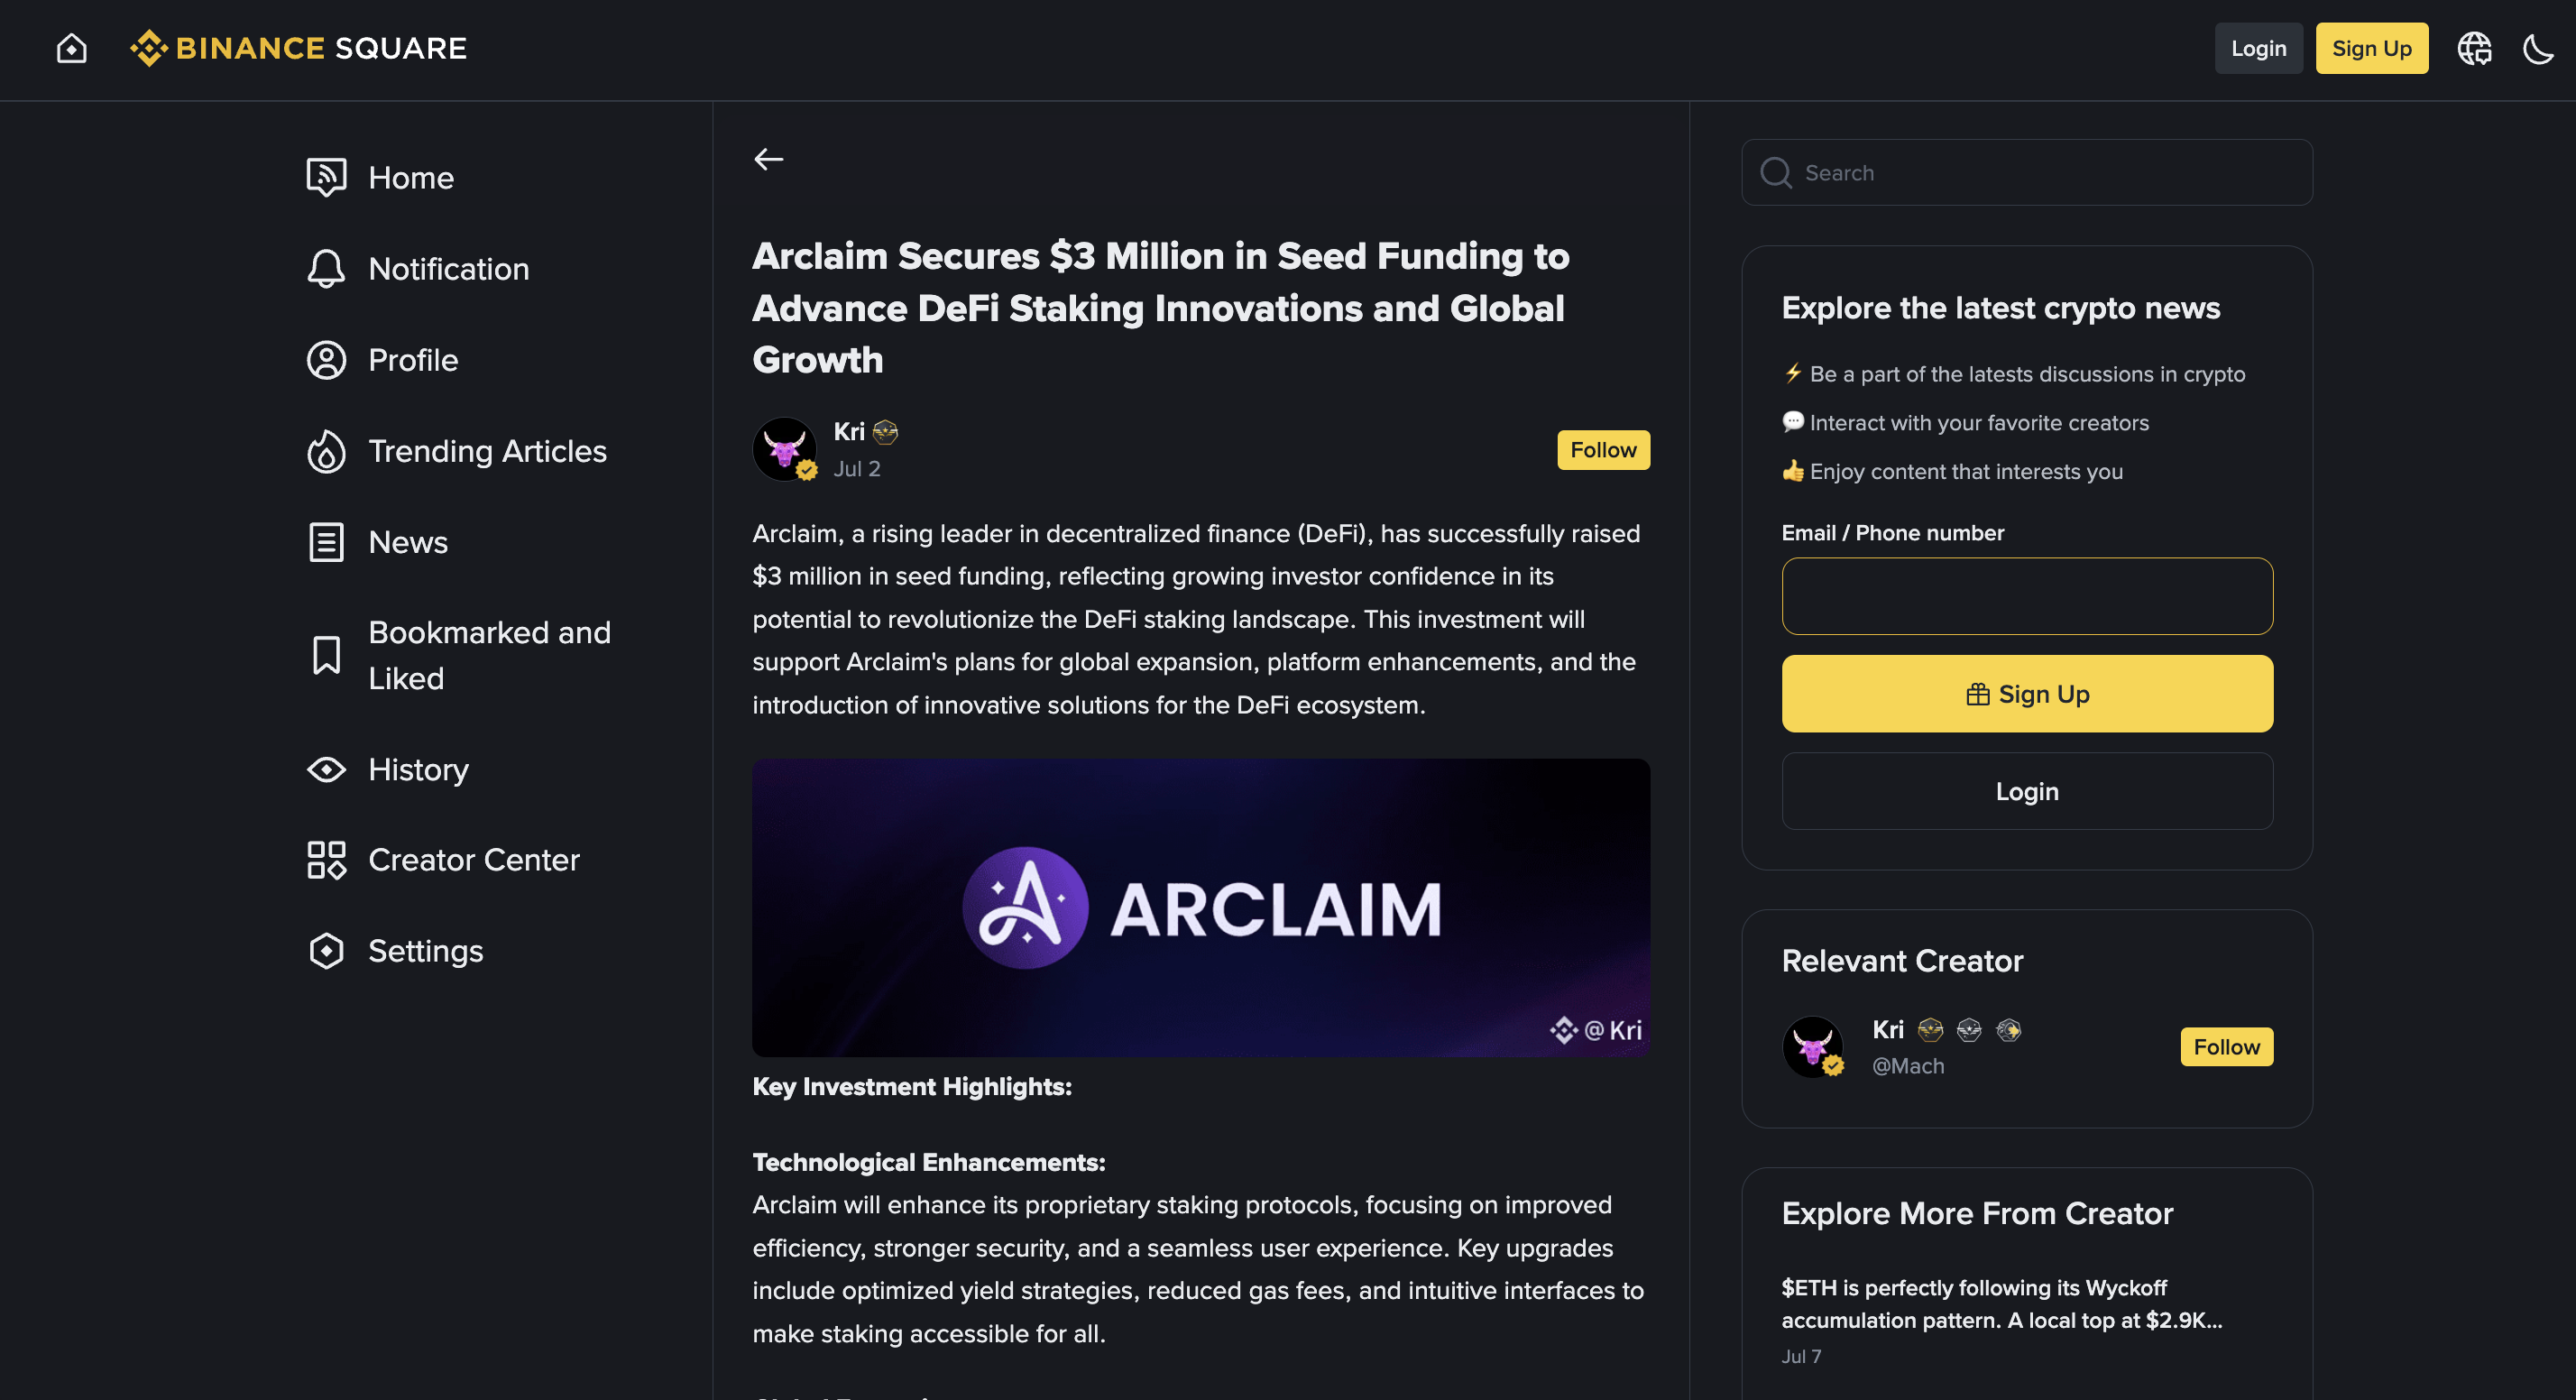 BINANCE SQUARE
Login
Sign Up
Home
Notification
Profile
Trending Articles
News
Bookmarked and
Liked
History
Creator Center
Settings
Arclaim Secures $3 Million in Seed Funding to
Advance DeFi Staking Innovations and Global
Growth
Kri
Jul 2
Follow
Arclaim, a rising leader in decentralized finance (DeFi), has successfully raised
$3 million in seed funding, reflecting growing investor confidence in its
potential to revolutionize the DeFi staking landscape. This investment will
support Arclaim's plans for global expansion, platform enhancements, and the
introduction of innovative solutions for the DeFi ecosystem.
ARCLAIM
@ Kri
Key Investment Highlights:
Technological Enhancements:
Arclaim will enhance its proprietary staking protocols, focusing on improved
efficiency, stronger security, and a seamless user experience. Key upgrades
include optimized yield strategies, reduced gas fees, and intuitive interfaces to
make staking accessible for all.
Search
Explore the latest crypto news
Be a part of the latests discussions in crypto
Interact with your favorite creators
Enjoy content that interests you
Email / Phone number
Sign Up
Login
Relevant Creator
Kri
@Mach
Follow
Explore More From Creator
$ETH is perfectly following its Wyckoff
accumulation pattern. A local top at $2.9K...
Jul 7